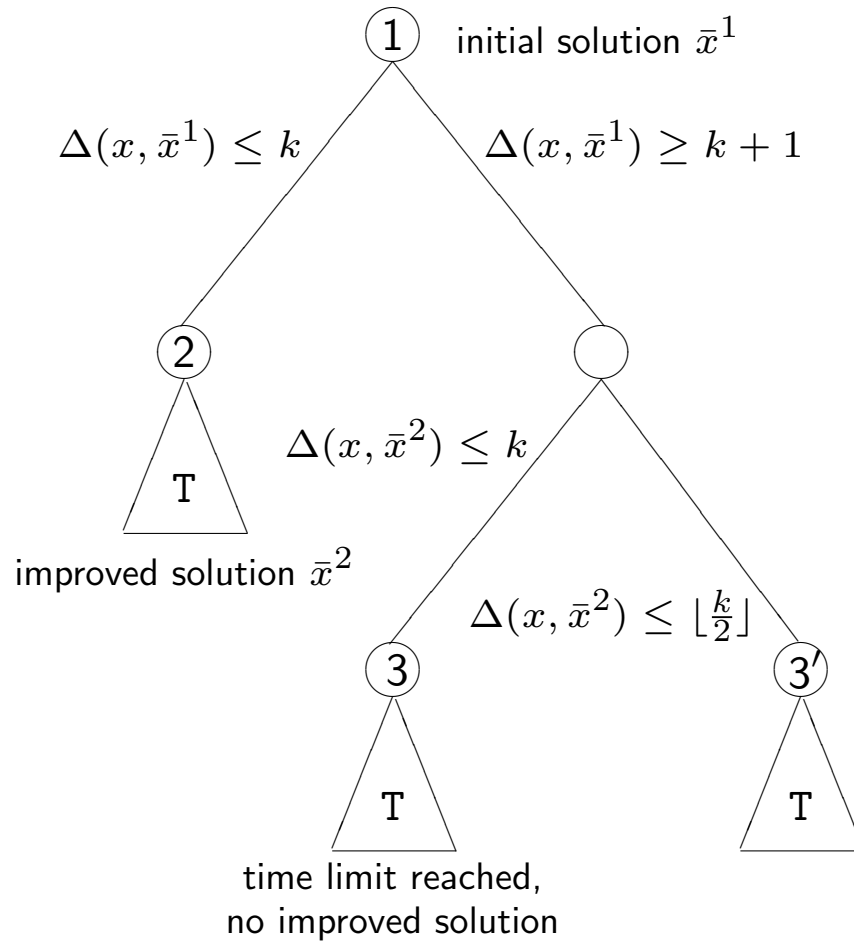 1 initial solution x̄¹
Δ(x, x̄¹) ≤ k
Δ(x, x̄¹) ≥ k + 1
2
Δ(x, x̄²) ≤ k
T
improved solution x̄²
Δ(x, x̄²) ≤ ⌊k/2⌋
3
3′
T
T
time limit reached,
no improved solution